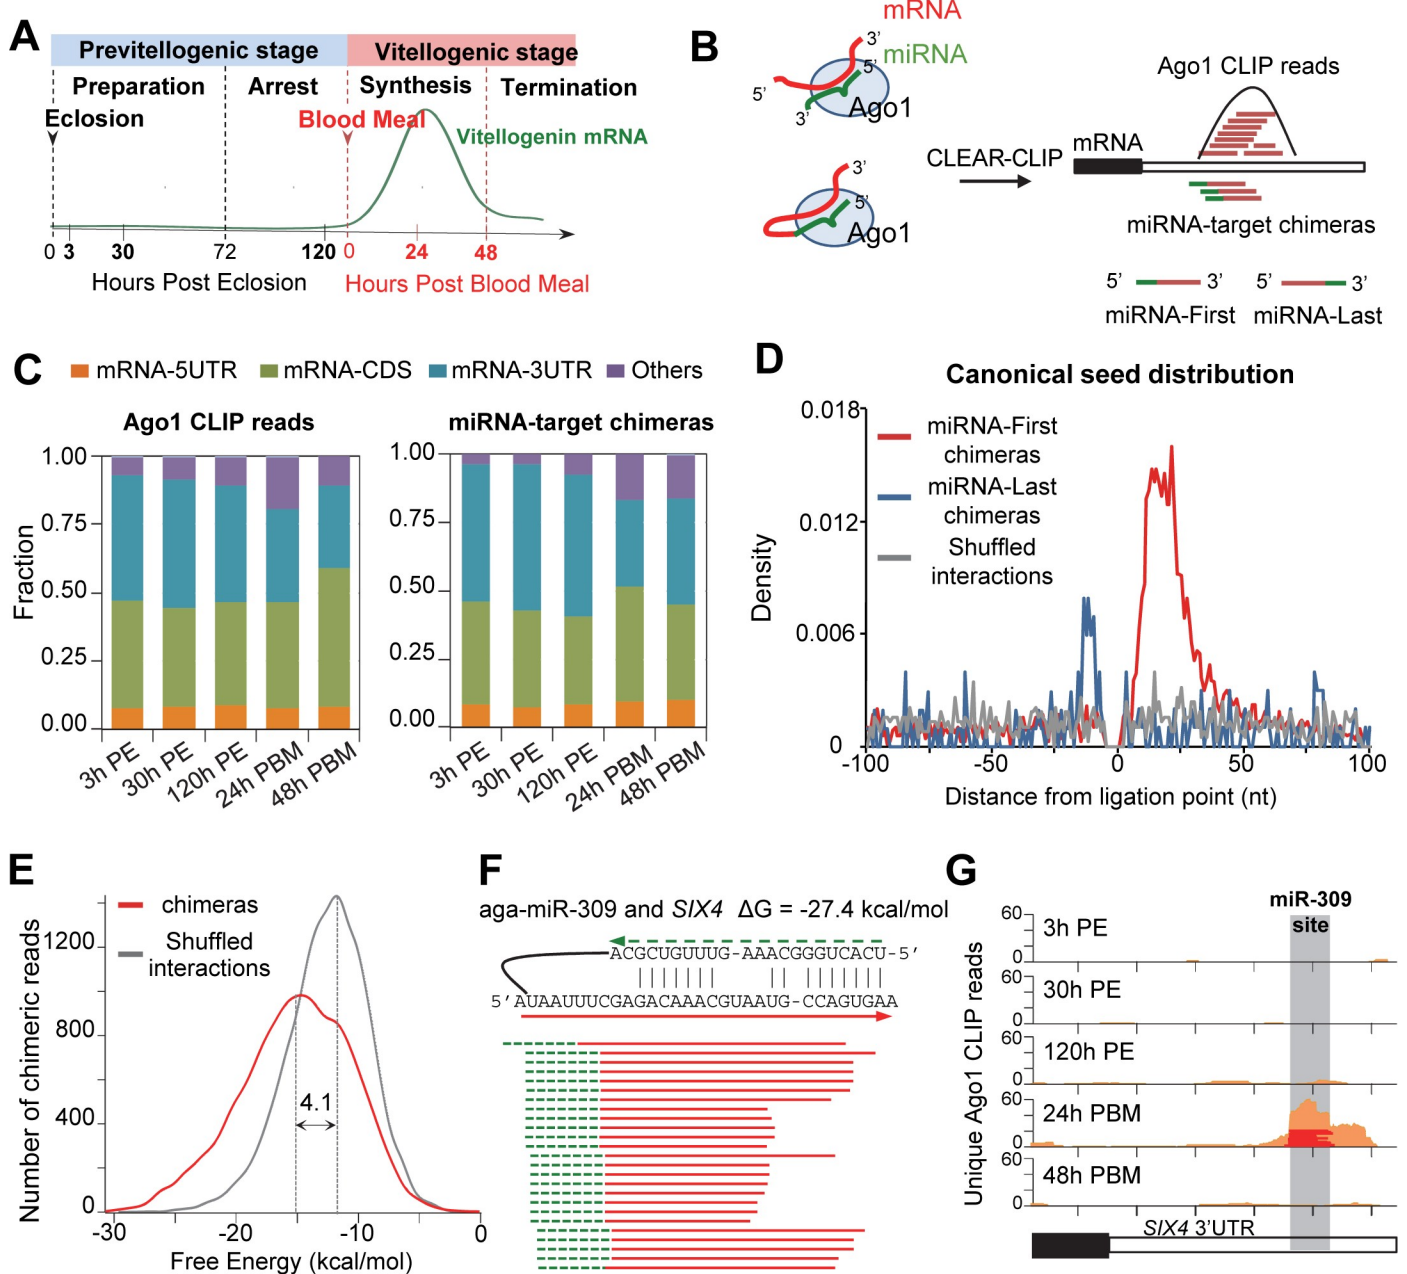 A
Previtellogenic stage
Vitellogenic stage
Preparation
Arrest
Synthesis
Termination
Eclosion
Blood Meal
Vitellogenin mRNA
0 3 30 72 120 0 24 48
Hours Post Eclosion
Hours Post Blood Meal
B
mRNA
miRNA
3’
5’
5’
3’
Ago1
3’
5’
Ago1
CLEAR-CLIP
Ago1 CLIP reads
mRNA
miRNA-target chimeras
5’ 3’
5’ 3’
miRNA-First
miRNA-Last
C
mRNA-5UTR
mRNA-CDS
mRNA-3UTR
Others
Ago1 CLIP reads
miRNA-target chimeras
Fraction
1.00
0.75
0.50
0.25
0.00
3h PE
30h PE
120h PE
24h PBM
48h PBM
1.00
0.75
0.50
0.25
0.00
3h PE
30h PE
120h PE
24h PBM
48h PBM
D
Canonical seed distribution
miRNA-First
chimeras
miRNA-Last
chimeras
Shuffled
interactions
Density
0.018
0.012
0.006
0
-100 -50 0 50 100
Distance from ligation point (nt)
E
chimeras
Shuffled
interactions
Number of chimeric reads
1200
800
400
0
4.1
-30 -20 -10 0
Free Energy (kcal/mol)
F
aga-miR-309 and SIX4 ΔG = -27.4 kcal/mol
ACGCUGUUUG-AAACGGGUCACU-5’
5’AUAAUUUCGAGACAAACGUAAUG-CCAGUGAA
G
miR-309
site
Unique Ago1 CLIP reads
60
0
3h PE
60
0
30h PE
60
0
120h PE
60
0
24h PBM
60
0
48h PBM
SIX4 3’UTR